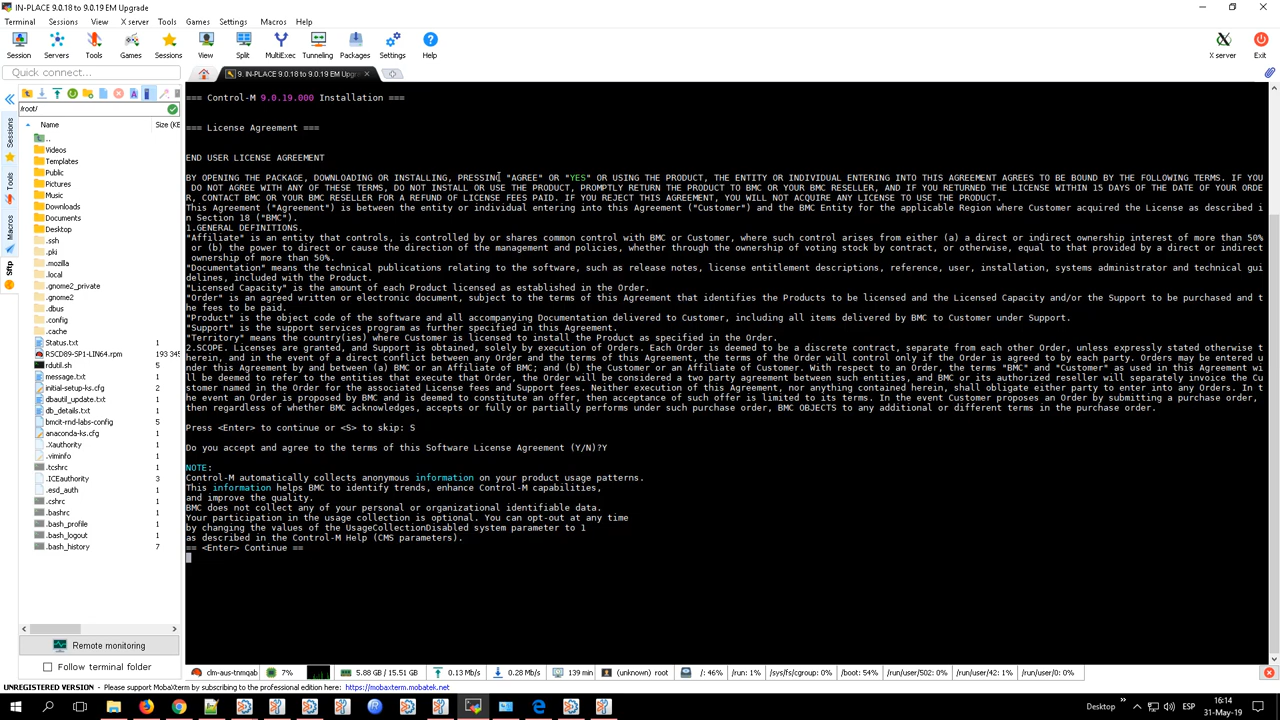 IN-PLACE 9.0.18 to 9.0.19 EM Upgrade
Terminal Sessions View X server Tools Games Settings Macros Help
Session Servers Tools Games Sessions View Split MultiExec Tunneling Packages Settings Help X server Exit
Quick connect...
9. IN-PLACE 9.0.18 to 9.0.19 EM Upgr
/root/
Name Size (KB
..
Videos
Templates
Public
Pictures
Music
Downloads
Documents
Desktop
.ssh
.pki
.mozilla
.local
.gnome2_private
.gnome2
.dbus
.config
.cache
Status.txt 1
RSCD89-SP1-LIN64.rpm 193 345
rdutil.sh 5
message.txt 1
initial-setup-ks.cfg 2
dbautil_update.txt 1
db_details.txt 1
bmcit-rnd-labs-config 5
anaconda-ks.cfg 1
.Xauthority 1
.viminfo 1
.tcshrc 1
.ICEauthority 3
.esd_auth 1
.cshrc 1
.bashrc 1
.bash_profile 1
.bash_logout 1
.bash_history 7
Sessions
Tools
Macros
Sftp
Remote monitoring
Follow terminal folder
=== Control-M 9.0.19.000 Installation ===
=== License Agreement ===
END USER LICENSE AGREEMENT
BY OPENING THE PACKAGE, DOWNLOADING OR INSTALLING, PRESSING "AGREE" OR "YES" OR USING THE PRODUCT, THE ENTITY OR INDIVIDUAL ENTERING INTO THIS AGREEMENT AGREES TO BE BOUND BY THE FOLLOWING TERMS. IF YOU
DO NOT AGREE WITH ANY OF THESE TERMS, DO NOT INSTALL OR USE THE PRODUCT, PROMPTLY RETURN THE PRODUCT TO BMC OR YOUR BMC RESELLER, AND IF YOU RETURNED THE LICENSE WITHIN 15 DAYS OF THE DATE OF YOUR ORDE
R, CONTACT BMC OR YOUR BMC RESELLER FOR A REFUND OF LICENSE FEES PAID. IF YOU REJECT THIS AGREEMENT, YOU WILL NOT ACQUIRE ANY LICENSE TO USE THE PRODUCT.
This Agreement ("Agreement") is between the entity or individual entering into this Agreement ("Customer") and the BMC Entity for the applicable Region where Customer acquired the License as described i
n Section 18 ("BMC").
1.GENERAL DEFINITIONS.
"Affiliate" is an entity that controls, is controlled by or shares common control with BMC or Customer, where such control arises from either (a) a direct or indirect ownership interest of more than 50%
or (b) the power to direct or cause the direction of the management and policies, whether through the ownership of voting stock by contract, or otherwise, equal to that provided by a direct or indirect
ownership of more than 50%.
"Documentation" means the technical publications relating to the software, such as release notes, license entitlement descriptions, reference, user, installation, systems administrator and technical gui
delines, included with the Product.
"Licensed Capacity" is the amount of each Product licensed as established in the Order.
"Order" is an agreed written or electronic document, subject to the terms of this Agreement that identifies the Products to be licensed and the Licensed Capacity and/or the Support to be purchased and t
he fees to be paid.
"Product" is the object code of the software and all accompanying Documentation delivered to Customer, including all items delivered by BMC to Customer under Support.
"Support" is the support services program as further specified in this Agreement.
"Territory" means the country(ies) where Customer is licensed to install the Product as specified in the Order.
2.SCOPE. Licenses are granted, and Support is obtained, solely by execution of Orders. Each Order is deemed to be a discrete contract, separate from each other Order, unless expressly stated otherwise t
herein, and in the event of a direct conflict between any Order and the terms of this Agreement, the terms of the Order will control only if the Order is agreed to by each party. Orders may be entered u
nder this Agreement by and between (a) BMC or an Affiliate of BMC; and (b) the Customer or an Affiliate of Customer. With respect to an Order, the terms "BMC" and "Customer" as used in this Agreement wi
ll be deemed to refer to the entities that execute that Order, the Order will be considered a two party agreement between such entities, and BMC or its authorized reseller will separately invoice the Cu
stomer named in the Order for the associated License fees and Support fees. Neither execution of this Agreement, nor anything contained herein, shall obligate either party to enter into any Orders. In t
he event an Order is proposed by BMC and is deemed to constitute an offer, then acceptance of such offer is limited to its terms. In the event Customer proposes an Order by submitting a purchase order,
then regardless of whether BMC acknowledges, accepts or fully or partially performs under such purchase order, BMC OBJECTS to any additional or different terms in the purchase order.
Press <Enter> to continue or <S> to skip: S
Do you accept and agree to the terms of this Software License Agreement (Y/N)?Y
NOTE:
Control-M automatically collects anonymous information on your product usage patterns.
This information helps BMC to identify trends, enhance Control-M capabilities,
and improve the quality.
BMC does not collect any of your personal or organizational identifiable data.
Your participation in the usage collection is optional. You can opt-out at any time
by changing the values of the UsageCollectionDisabled system parameter to 1
as described in the Control-M Help (CMS parameters).
== <Enter> Continue ==
clm-aus-tnmqab 7% 5.88 GB / 15.51 GB 0.13 Mb/s 0.28 Mb/s 139 min (unknown) root /: 46% /run: 1% /sys/fs/cgroup: 0% /boot: 54% /run/user/502: 0% /run/user/42: 1% /run/user/0: 0%
UNREGISTERED VERSION - Please support MobaXterm by subscribing to the professional edition here: https://mobaxterm.mobatek.net
Desktop ESP 16:14
31-May-19